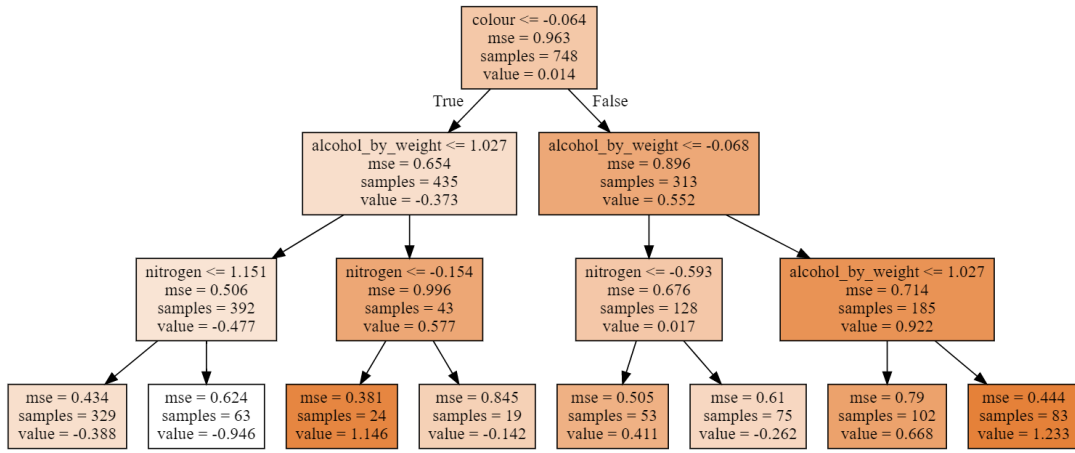 colour <= -0.064
mse = 0.963
samples = 748
value = 0.014
True
False
alcohol_by_weight <= 1.027
mse = 0.654
samples = 435
value = -0.373
alcohol_by_weight <= -0.068
mse = 0.896
samples = 313
value = 0.552
nitrogen <= 1.151
mse = 0.506
samples = 392
value = -0.477
nitrogen <= -0.154
mse = 0.996
samples = 43
value = 0.577
nitrogen <= -0.593
mse = 0.676
samples = 128
value = 0.017
alcohol_by_weight <= 1.027
mse = 0.714
samples = 185
value = 0.922
mse = 0.434
samples = 329
value = -0.388
mse = 0.624
samples = 63
value = -0.946
mse = 0.381
samples = 24
value = 1.146
mse = 0.845
samples = 19
value = -0.142
mse = 0.505
samples = 53
value = 0.411
mse = 0.61
samples = 75
value = -0.262
mse = 0.79
samples = 102
value = 0.668
mse = 0.444
samples = 83
value = 1.233